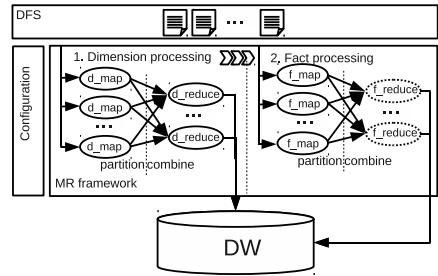 DFS
...
Configuration
1. Dimension processing
2, Fact processing
d_map
d_map
...
d_map
d_reduce
...
d_reduce
partition combine
f_map
f_map
...
f_map
f_reduce
...
f_reduce
partition combine
MR framework
DW